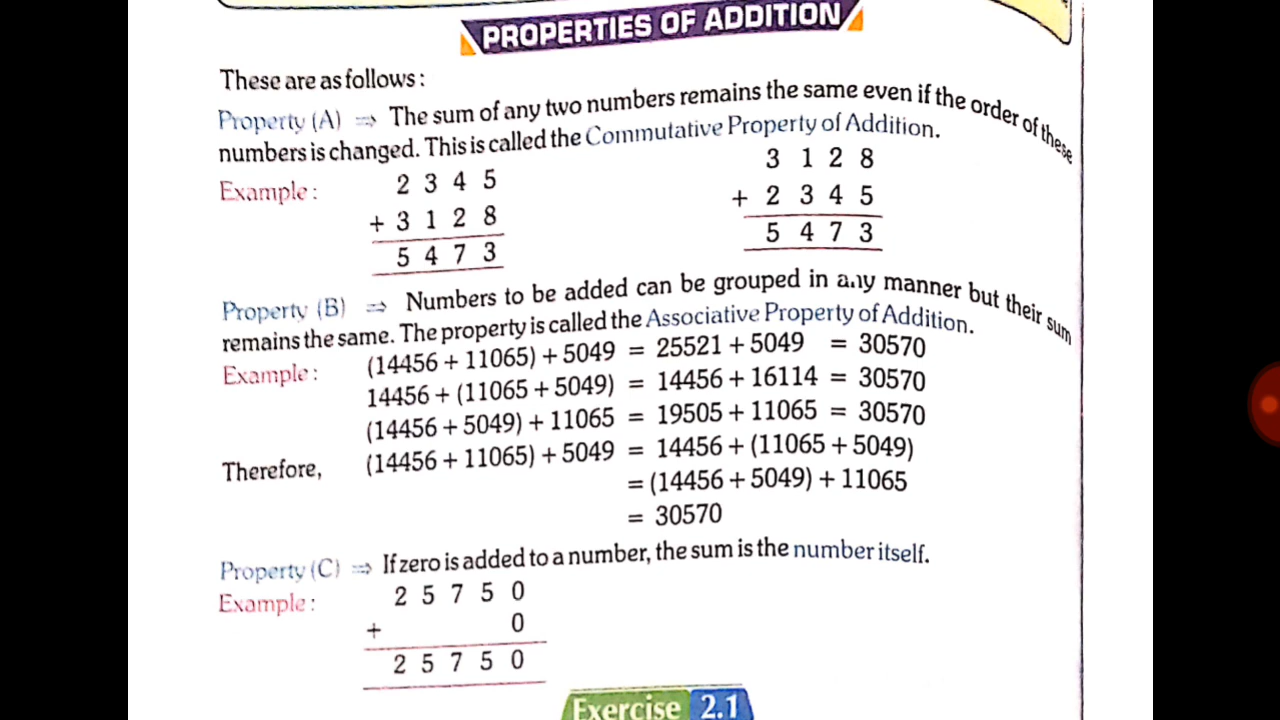 PROPERTIES OF ADDITION
These are as follows :
Property (A) ⇒ The sum of any two numbers remains the same even if the order of these
numbers is changed. This is called the Commutative Property of Addition.
Example : 2 3 4 5 3 1 2 8
+ 3 1 2 8 + 2 3 4 5
5 4 7 3 5 4 7 3
Property (B) ⇒ Numbers to be added can be grouped in any manner but their sum
remains the same. The property is called the Associative Property of Addition.
Example : (14456 + 11065) + 5049 = 25521 + 5049 = 30570
14456 + (11065 + 5049) = 14456 + 16114 = 30570
(14456 + 5049) + 11065 = 19505 + 11065 = 30570
Therefore, (14456 + 11065) + 5049 = 14456 + (11065 + 5049)
= (14456 + 5049) + 11065
= 30570
Property (C) ⇒ If zero is added to a number, the sum is the number itself.
Example : 2 5 7 5 0
+ 0
2 5 7 5 0
Exercise 2.1